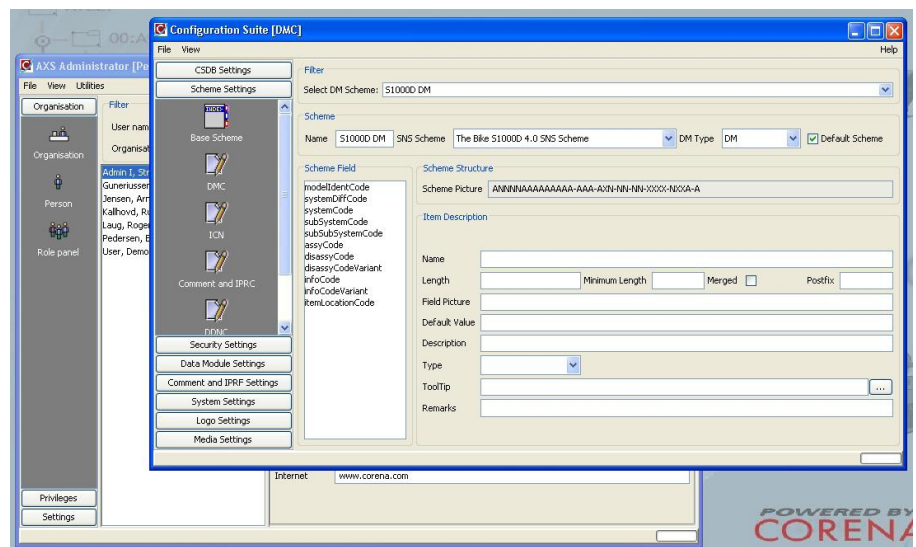 00:A
Configuration Suite [DMC]
File View Help
AXS Administrator [Pe
File View Utilities
Organisation
Organisation
Person
Role panel
Privileges
Settings
Filter
User nam
Organisat
Admin I, Str
Guneriusser
Jensen, Arr
Kalhovd, Ru
Laug, Roger
Pedersen, E
User, Demo
Internet www.corena.com
CSDB Settings
Scheme Settings
Base Scheme
DMC
ICN
Comment and IPRC
DDNC
Security Settings
Data Module Settings
Comment and IPRF Settings
System Settings
Logo Settings
Media Settings
Filter
Select DM Scheme: S1000D DM
Scheme
Name S1000D DM SNS Scheme The Bike S1000D 4.0 SNS Scheme DM Type DM Default Scheme
Scheme Field
modelIdentCode
systemDiffCode
systemCode
subSystemCode
subSubSystemCode
assyCode
disassyCode
disassyCodeVariant
infoCode
infoCodeVariant
itemLocationCode
Scheme Structure
Scheme Picture ANNNNAAAAAAAAA-AAA-AXN-NN-NN-XXXX-NXXA-A
Item Description
Name
Length Minimum Length Merged Postfix
Field Picture
Default Value
Description
Type
ToolTip ...
Remarks
POWERED BY
CORENA